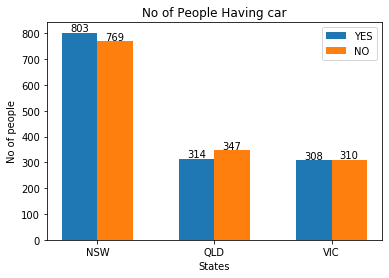 No of People Having car
No of people
800
700
600
500
400
300
200
100
0
803
769
314
347
308
310
YES
NO
NSW
QLD
VIC
States